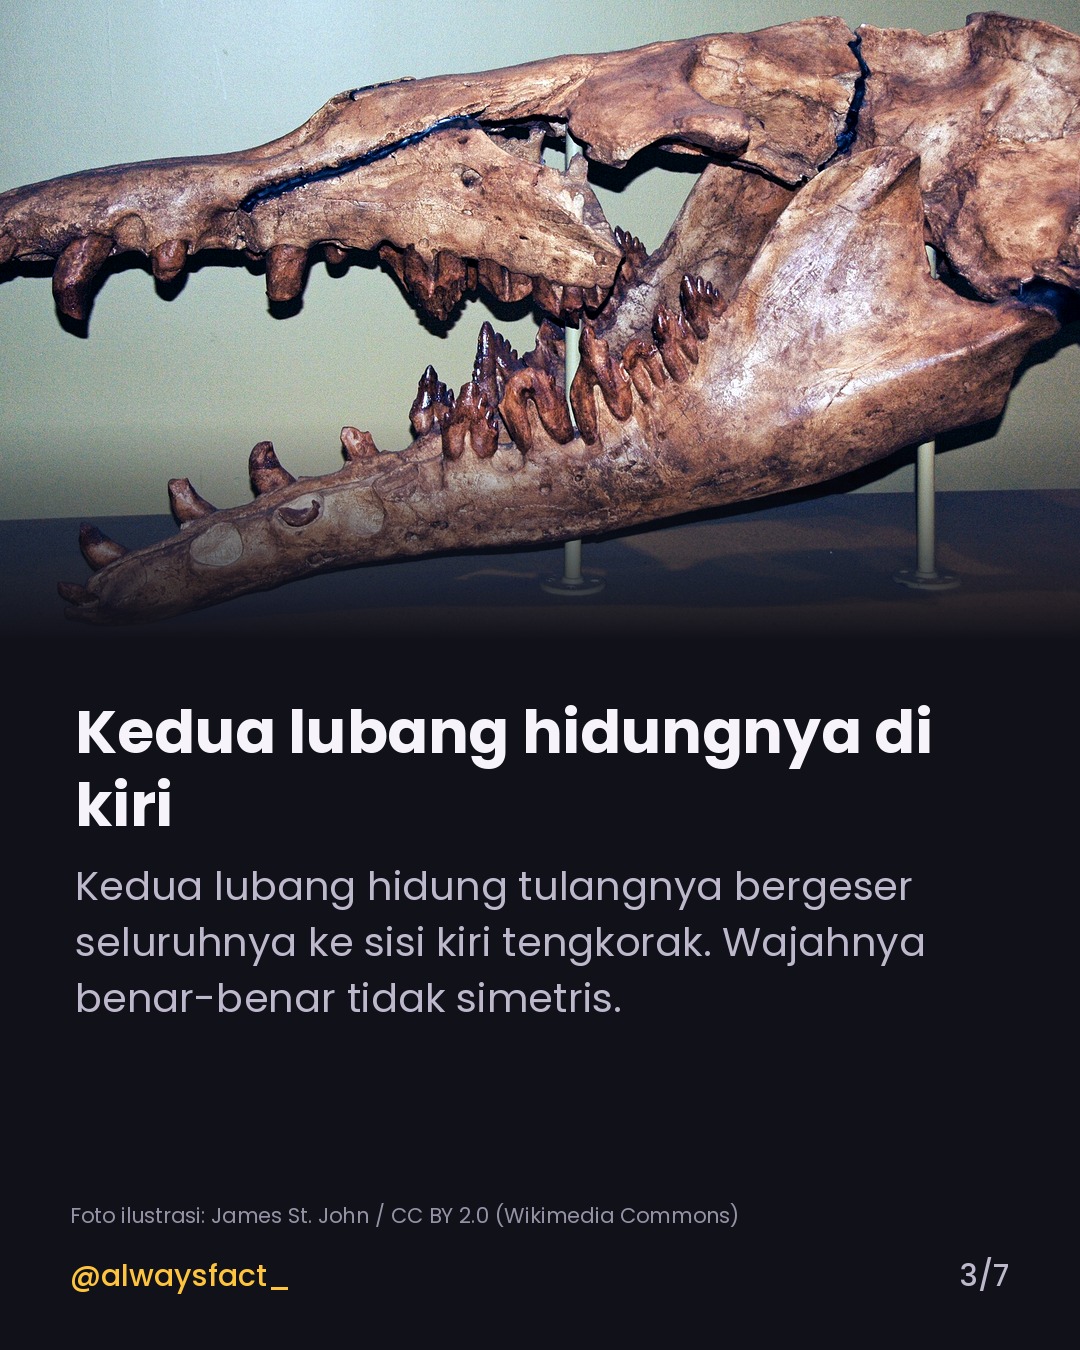 Kedua lubang hidungnya di
kiri
Kedua lubang hidung tulangnya bergeser
seluruhnya ke sisi kiri tengkorak. Wajahnya
benar-benar tidak simetris.
Foto ilustrasi: James St. John / CC BY 2.0 (Wikimedia Commons)
@alwaysfact_
3/7